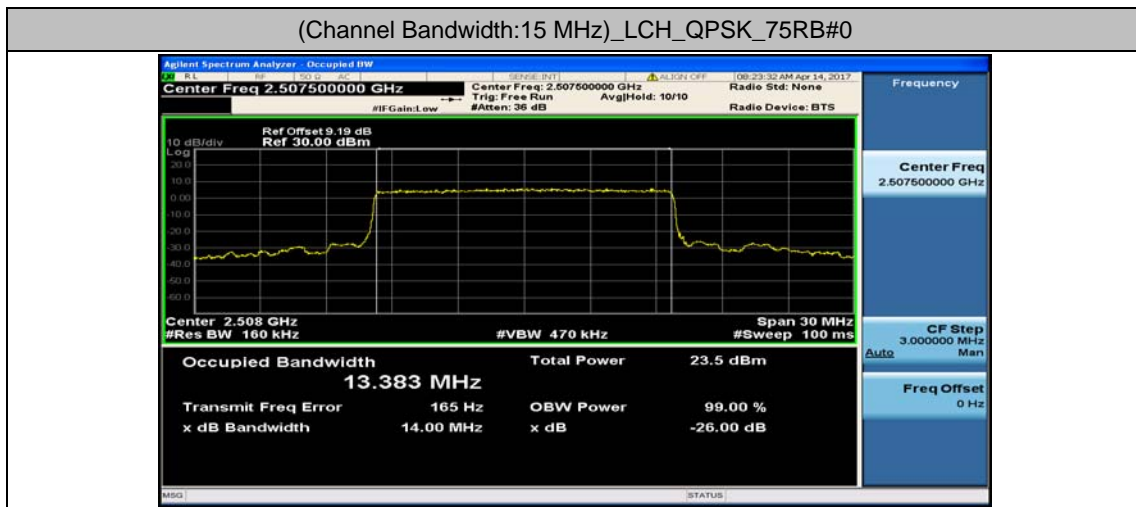 (Channel Bandwidth:15 MHz)_LCH_QPSK_75RB#0
Agilent Spectrum Analyzer - Occupied BW
RL RF 50 Ω AC SENSE:INT ALIGN OFF 08:23:32 AM Apr 14, 2017
Center Freq 2.507500000 GHz
Center Freq: 2.507500000 GHz
Radio Std: None
Trig: Free Run Avg|Hold: 10/10
#IFGain:Low #Atten: 36 dB Radio Device: BTS
Ref Offset 9.19 dB
10 dB/div Ref 30.00 dBm
Log
20.0
10.0
0.00
-10.0
-20.0
-30.0
-40.0
-50.0
-60.0
Center 2.508 GHz Span 30 MHz
#Res BW 160 kHz #VBW 470 kHz #Sweep 100 ms
Occupied Bandwidth Total Power 23.5 dBm
13.383 MHz
Transmit Freq Error 165 Hz OBW Power 99.00 %
x dB Bandwidth 14.00 MHz x dB -26.00 dB
MSG STATUS
Frequency
Center Freq
2.507500000 GHz
CF Step
3.000000 MHz
Auto Man
Freq Offset
0 Hz